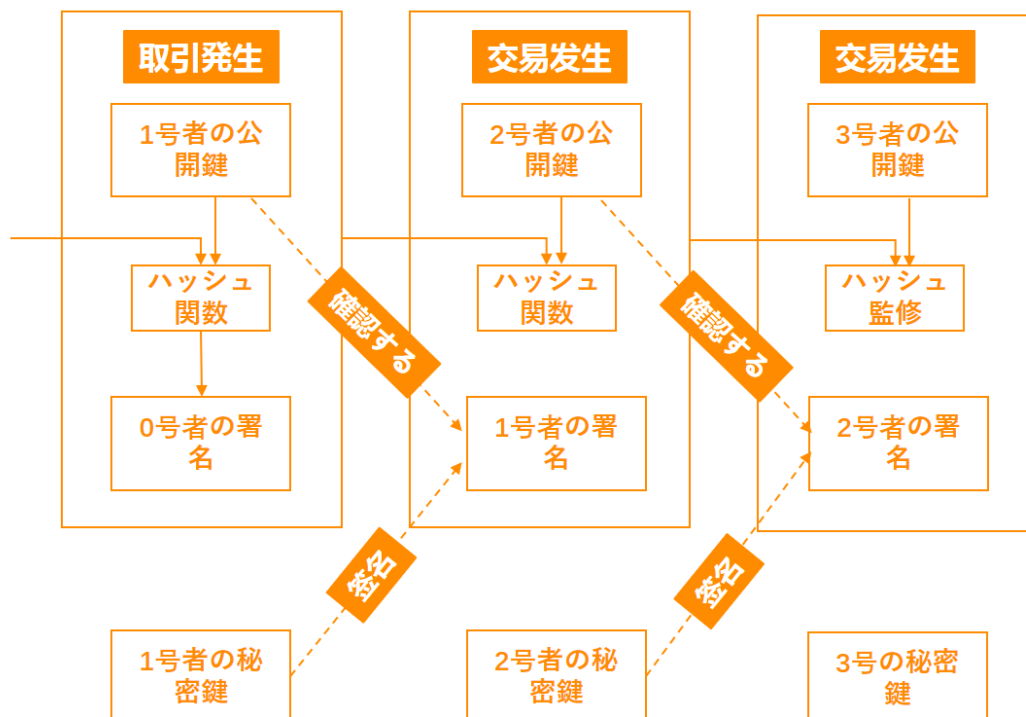 取引発生
1号者の公
開鍵
ハッシュ
関数
0号者の署
名
1号者の秘
密鍵
确認する
签名
交易发生
2号者の公
開鍵
ハッシュ
関数
1号者の署
名
2号者の秘
密鍵
確認する
签名
交易发生
3号者の公
開鍵
ハッシュ
監修
2号者の署
名
3号の秘密
鍵